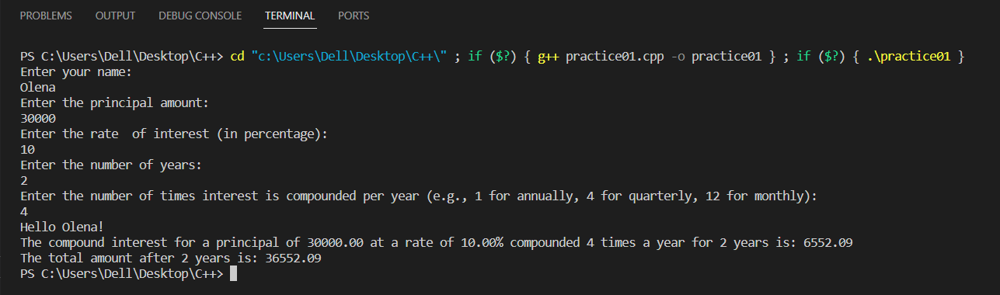 PROBLEMS OUTPUT DEBUG CONSOLE TERMINAL PORTS
PS C:\Users\Dell\Desktop\C++> cd "c:\Users\Dell\Desktop\C++\" ; if ($?) { g++ practice01.cpp -o practice01 } ; if ($?) { .\practice01 }
Enter your name:
Olena
Enter the principal amount:
30000
Enter the rate  of interest (in percentage):
10
Enter the number of years:
2
Enter the number of times interest is compounded per year (e.g., 1 for annually, 4 for quarterly, 12 for monthly):
4
Hello Olena!
The compound interest for a principal of 30000.00 at a rate of 10.00% compounded 4 times a year for 2 years is: 6552.09
The total amount after 2 years is: 36552.09
PS C:\Users\Dell\Desktop\C++>